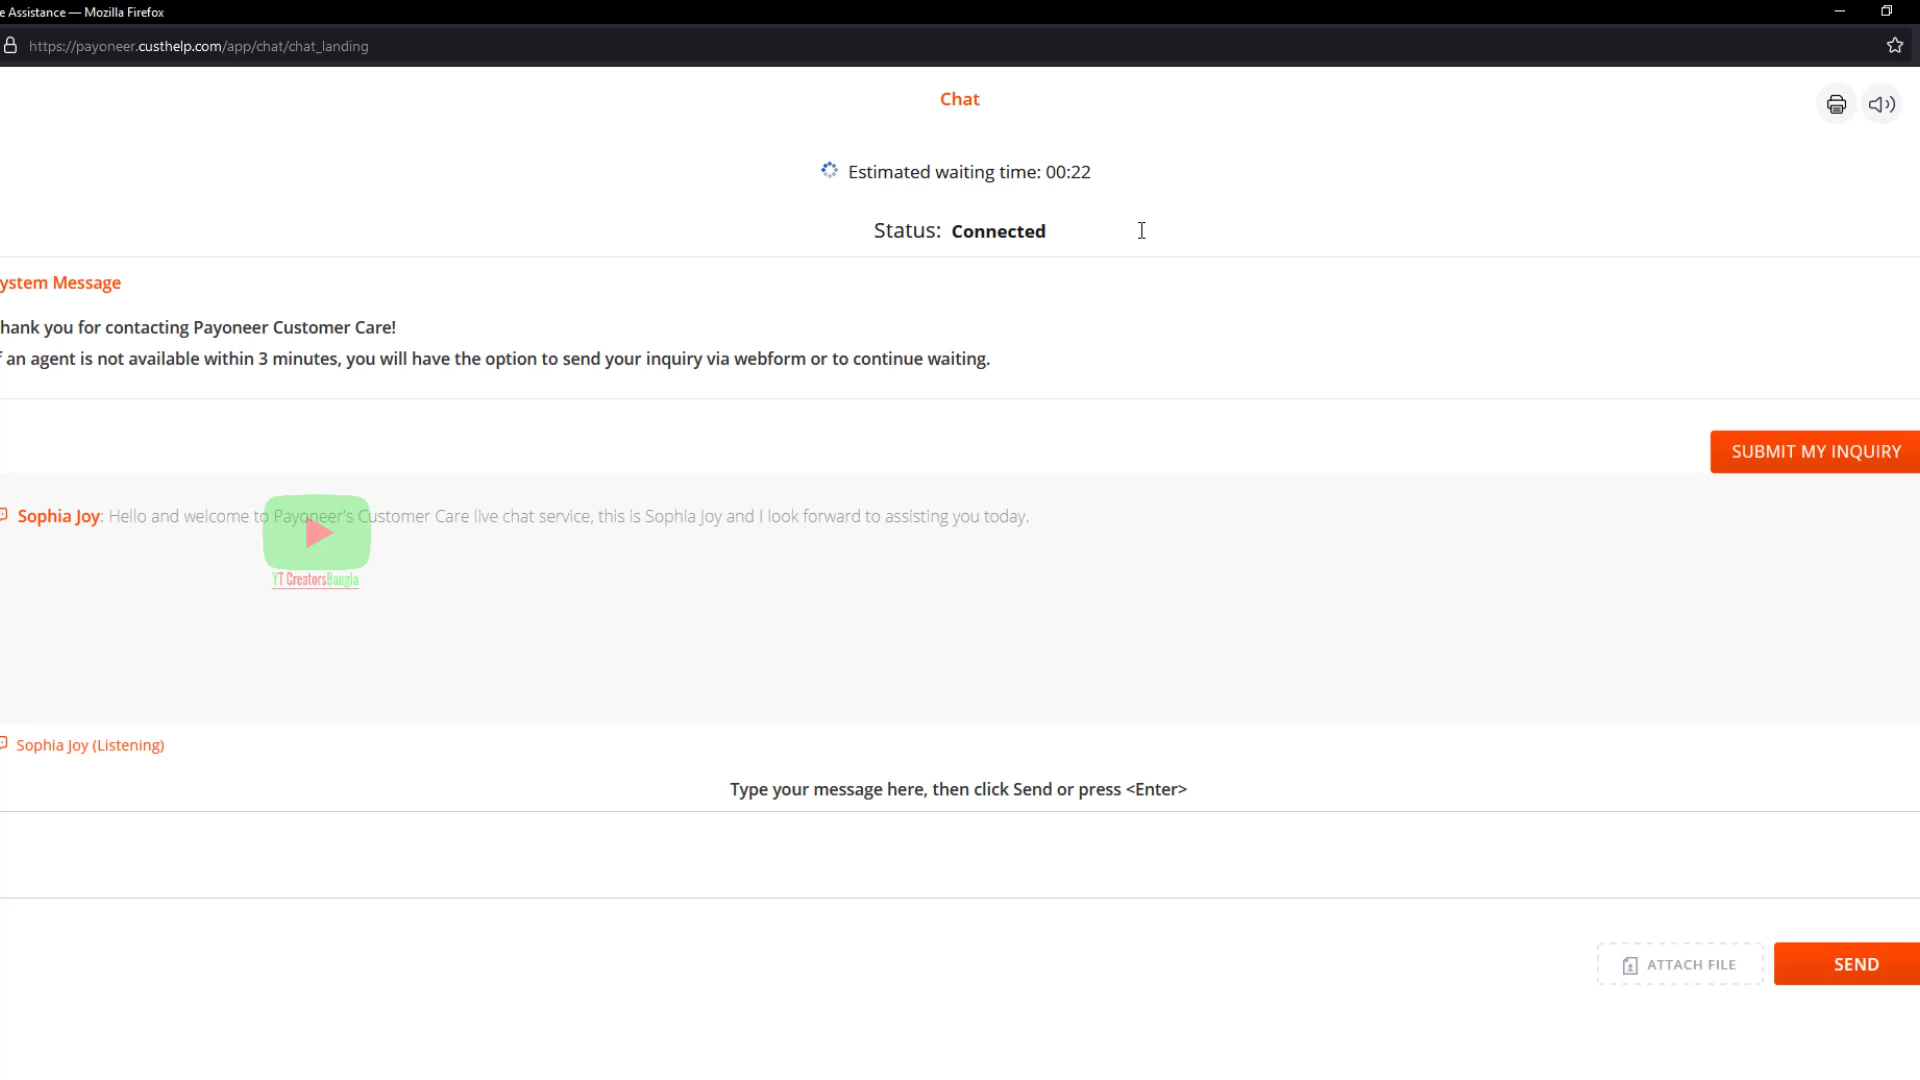 e Assistance — Mozilla Firefox
https://payoneer.custhelp.com/app/chat/chat_landing
Chat
Estimated waiting time: 00:22
Status: Connected
ystem Message
hank you for contacting Payoneer Customer Care!
f an agent is not available within 3 minutes, you will have the option to send your inquiry via webform or to continue waiting.
SUBMIT MY INQUIRY
Sophia Joy: Hello and welcome to Payoneer's Customer Care live chat service, this is Sophia Joy and I look forward to assisting you today.
YT CreatorsBangla
Sophia Joy (Listening)
Type your message here, then click Send or press <Enter>
ATTACH FILE
SEND